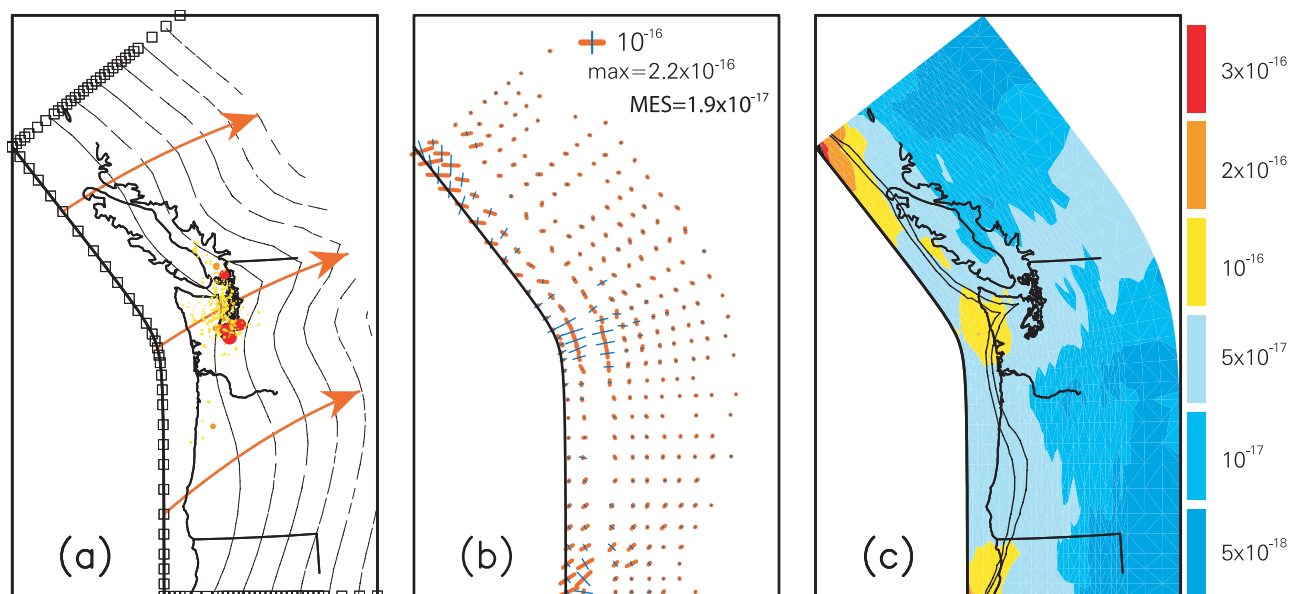 10⁻¹⁶
max=2.2x10⁻¹⁶
MES=1.9x10⁻¹⁷
3x10⁻¹⁶
2x10⁻¹⁶
10⁻¹⁶
5x10⁻¹⁷
10⁻¹⁷
5x10⁻¹⁸
(a)
(b)
(c)